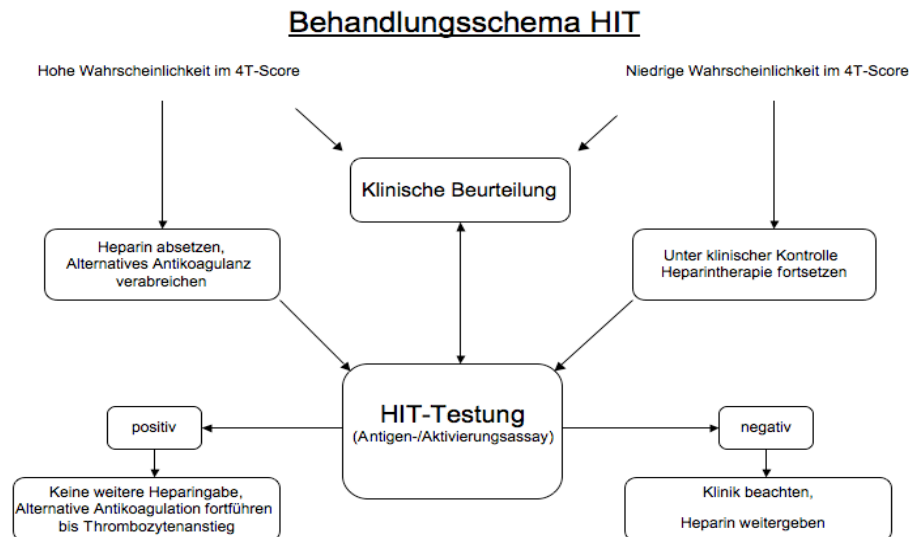 Behandlungsschema HIT
Hohe Wahrscheinlichkeit im 4T-Score
Niedrige Wahrscheinlichkeit im 4T-Score
Klinische Beurteilung
Heparin absetzen,
Alternatives Antikoagulanz
verabreichen
Unter klinischer Kontrolle
Heparintherapie fortsetzen
HIT-Testung
(Antigen-/Aktivierungsassay)
positiv
negativ
Keine weitere Heparingabe,
Alternative Antikoagulation fortführen
bis Thrombozytenanstieg
Klinik beachten,
Heparin weitergeben